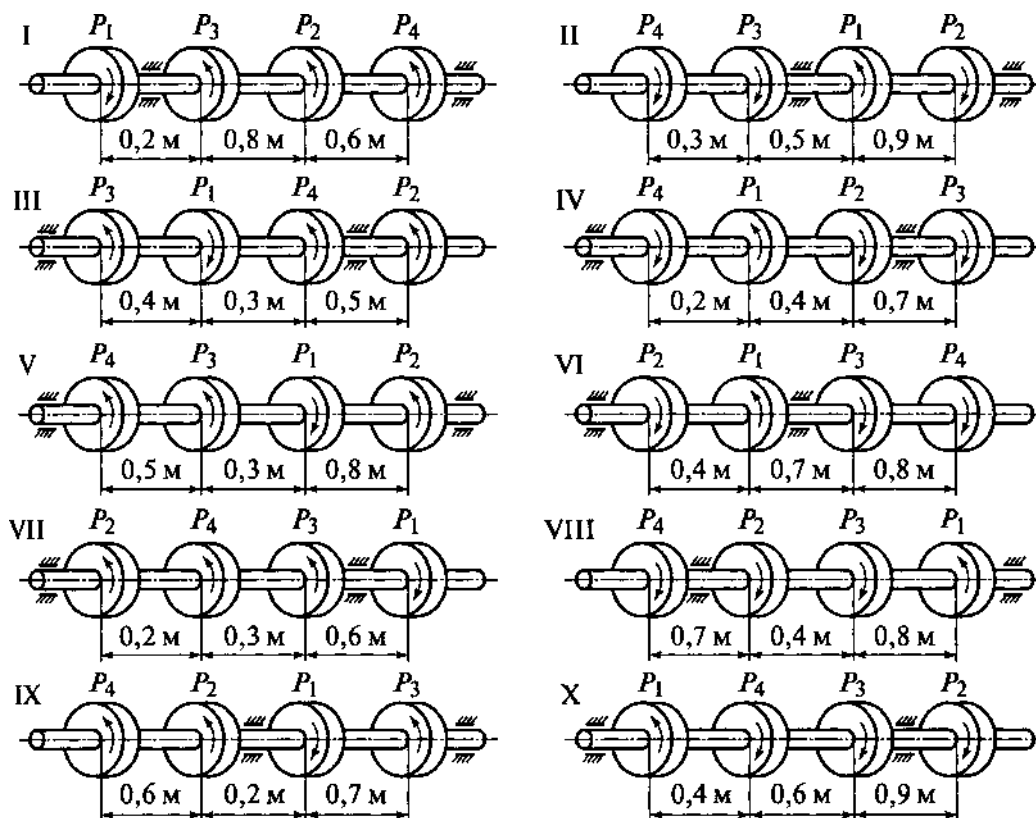 I P1 P3 P2 P4
0,2 м 0,8 м 0,6 м
II P4 P3 P1 P2
0,3 м 0,5 м 0,9 м
III P3 P1 P4 P2
0,4 м 0,3 м 0,5 м
IV P4 P1 P2 P3
0,2 м 0,4 м 0,7 м
V P4 P3 P1 P2
0,5 м 0,3 м 0,8 м
VI P2 P1 P3 P4
0,4 м 0,7 м 0,8 м
VII P2 P4 P3 P1
0,2 м 0,3 м 0,6 м
VIII P4 P2 P3 P1
0,7 м 0,4 м 0,8 м
IX P4 P2 P1 P3
0,6 м 0,2 м 0,7 м
X P1 P4 P3 P2
0,4 м 0,6 м 0,9 м